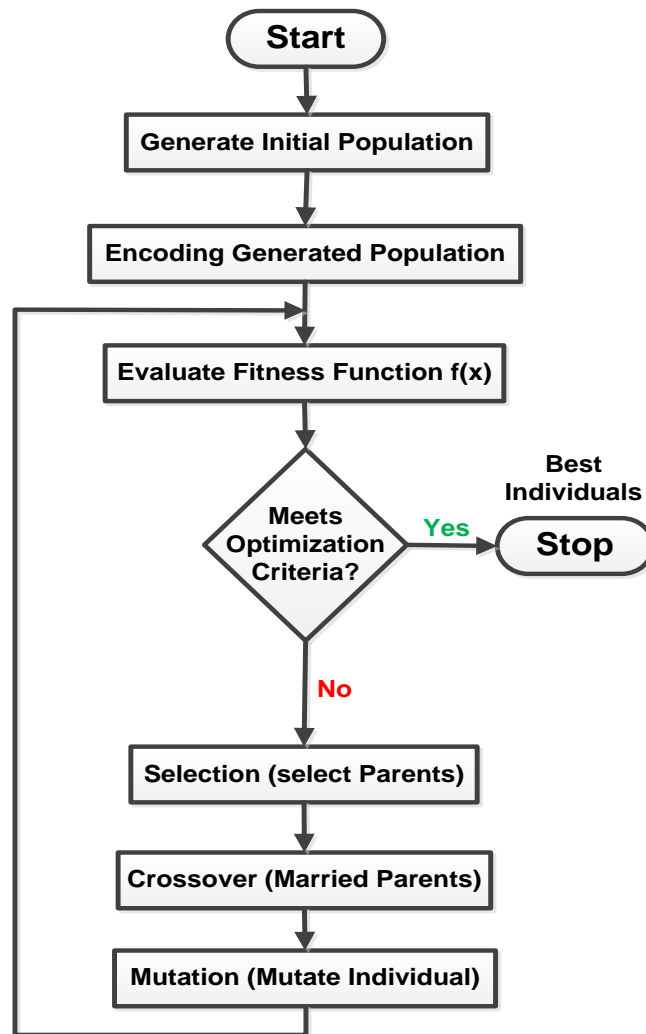 Start
Generate Initial Population
Encoding Generated Population
Evaluate Fitness Function f(x)
Meets
Optimization
Criteria?
Yes
Best
Individuals
Stop
No
Selection (select Parents)
Crossover (Married Parents)
Mutation (Mutate Individual)